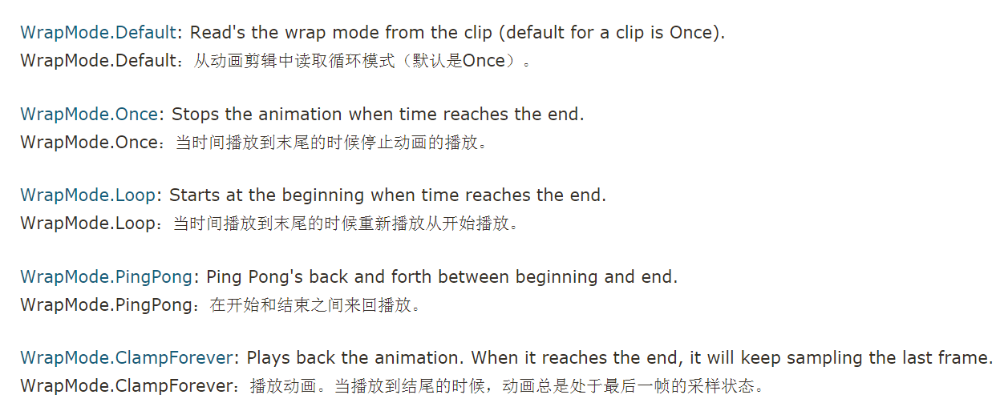 WrapMode.Default: Read's the wrap mode from the clip (default for a clip is Once).
WrapMode.Default：从动画剪辑中读取循环模式（默认是Once）。
WrapMode.Once: Stops the animation when time reaches the end.
WrapMode.Once：当时间播放到末尾的时候停止动画的播放。
WrapMode.Loop: Starts at the beginning when time reaches the end.
WrapMode.Loop：当时间播放到末尾的时候重新播放从开始播放。
WrapMode.PingPong: Ping Pong's back and forth between beginning and end.
WrapMode.PingPong：在开始和结束之间来回播放。
WrapMode.ClampForever: Plays back the animation. When it reaches the end, it will keep sampling the last frame.
WrapMode.ClampForever：播放动画。当播放到结尾的时候，动画总是处于最后一帧的采样状态。